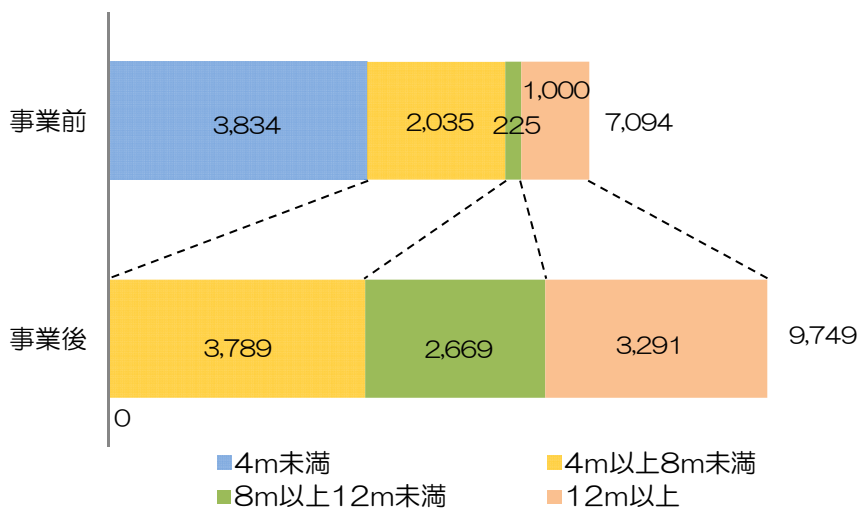 1,000
事業前 3,834 2,035 225 7,094
事業後 3,789 2,669 3,291 9,749
0
4m未満 4m以上8m未満
8m以上12m未満 12m以上